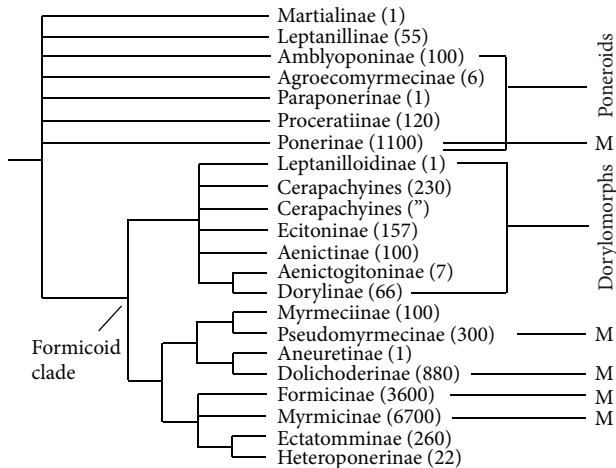 Martialinae (1)
Leptanillinae (55)
Amblyoponinae (100)
Agroecomyrmecinae (6)
Paraponerinae (1)
Proceratiinae (120)
Ponerinae (1100)
M
Poneroids
Leptanilloidinae (1)
Cerapachyines (230)
Cerapachyines (”)
Ecitoninae (157)
Aenictinae (100)
Aenictogitoninae (7)
Dorylinae (66)
Dorylomorphs
Myrmeciinae (100)
Pseudomyrmecinae (300)
M
Aneuretinae (1)
Dolichoderinae (880)
M
Formicinae (3600)
M
Myrmicinae (6700)
M
Ectatomminae (260)
Heteroponerinae (22)
Formicoid
clade